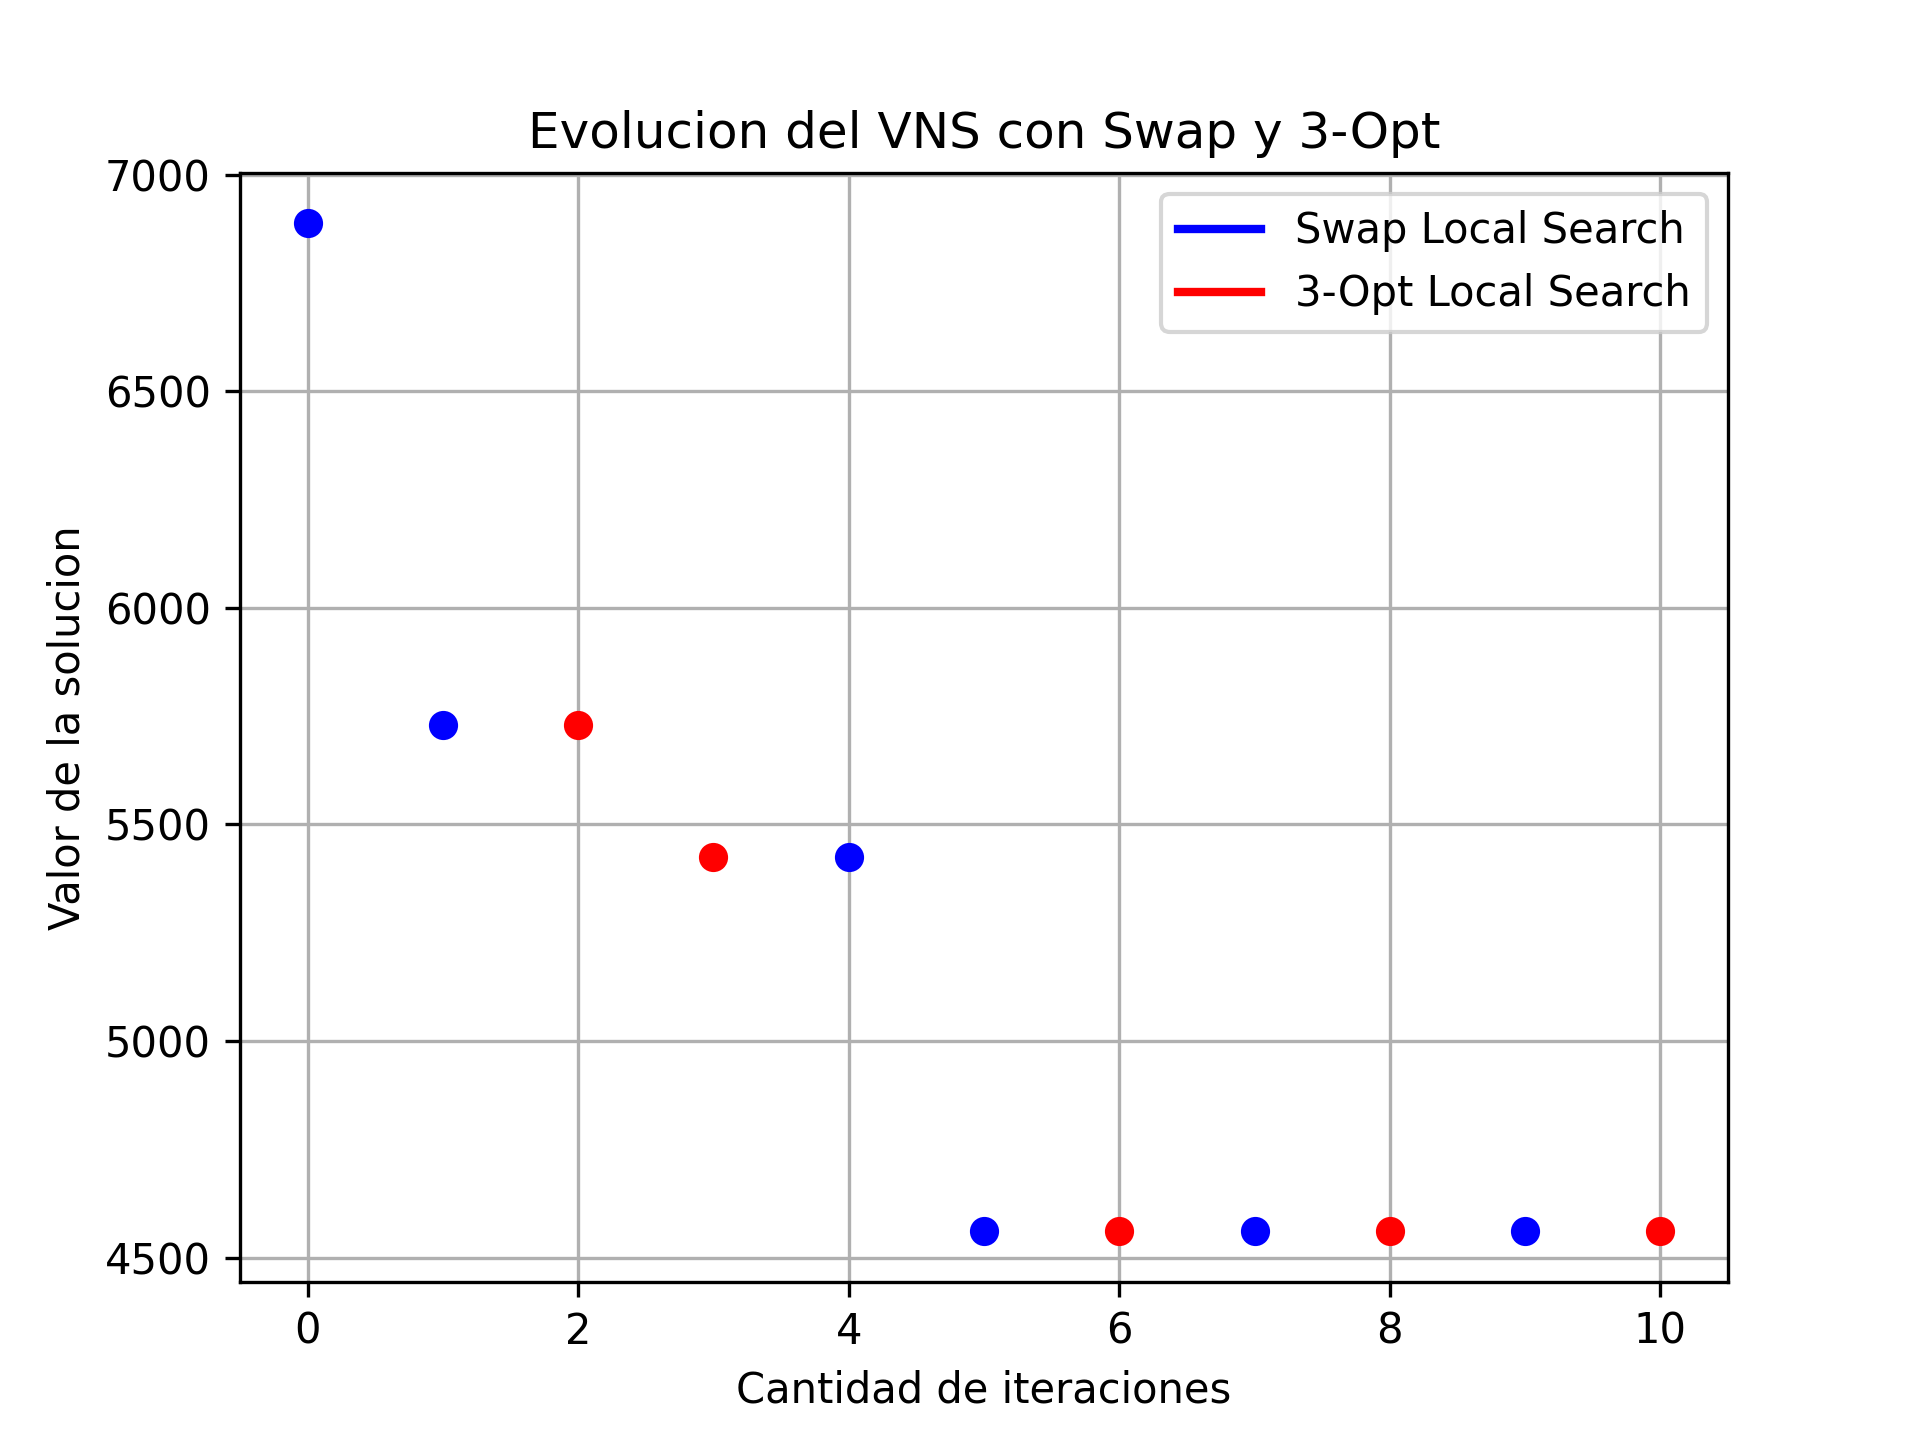 Evolucion del VNS con Swap y 3-Opt
7000
6500
6000
5500
5000
4500
Valor de la solucion
Swap Local Search
3-Opt Local Search
0 2 4 6 8 10
Cantidad de iteraciones